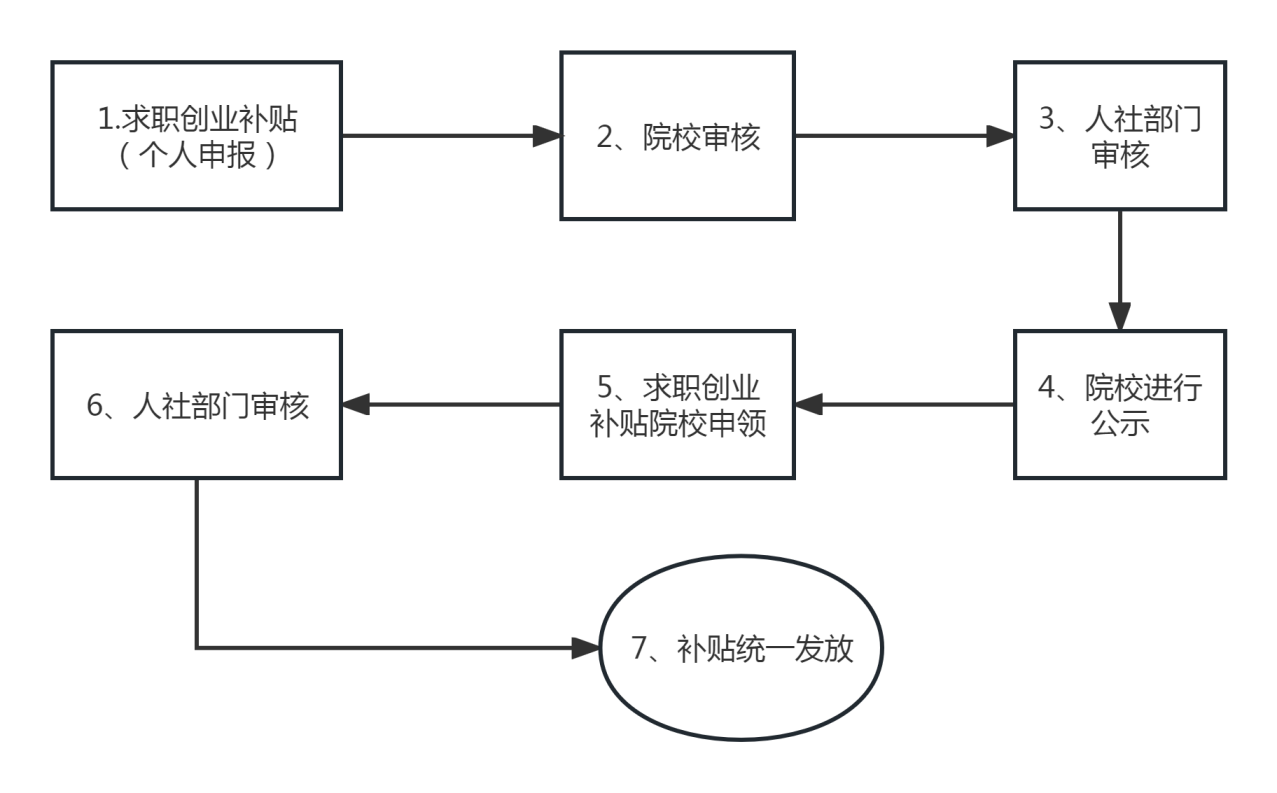 1.求职创业补贴
（个人申报）
2、院校审核
3、人社部门
审核
4、院校进行
公示
5、求职创业
补贴院校申领
6、人社部门审核
7、补贴统一发放